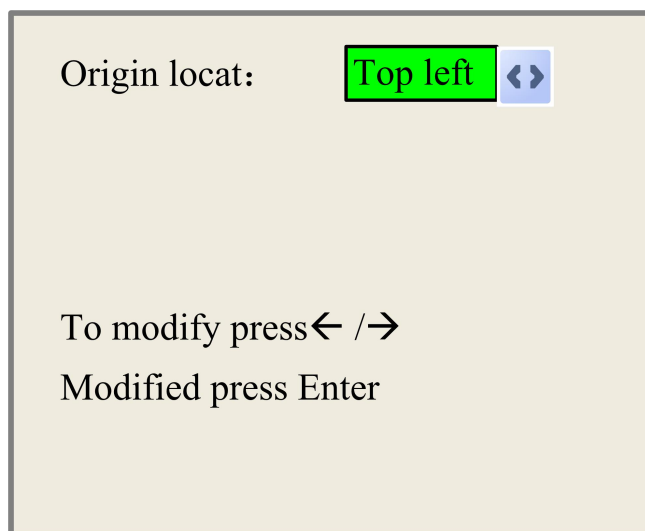 Origin locat： Top left
To modify press← /→
Modified press Enter